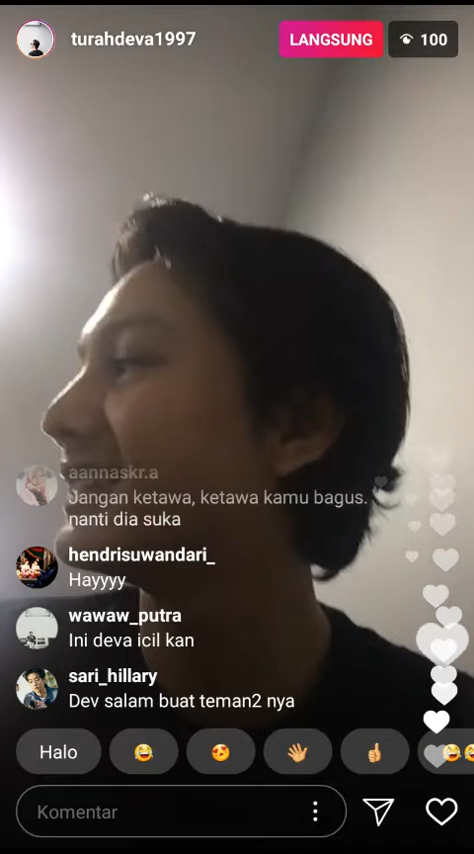 turahdeva1997
LANGSUNG
100
aannaskr.a
Jangan ketawa, ketawa kamu bagus.
nanti dia suka
hendrisuwandari_
Hayyyy
wawaw_putra
Ini deva icil kan
sari_hillary
Dev salam buat teman2 nya
Halo
Komentar